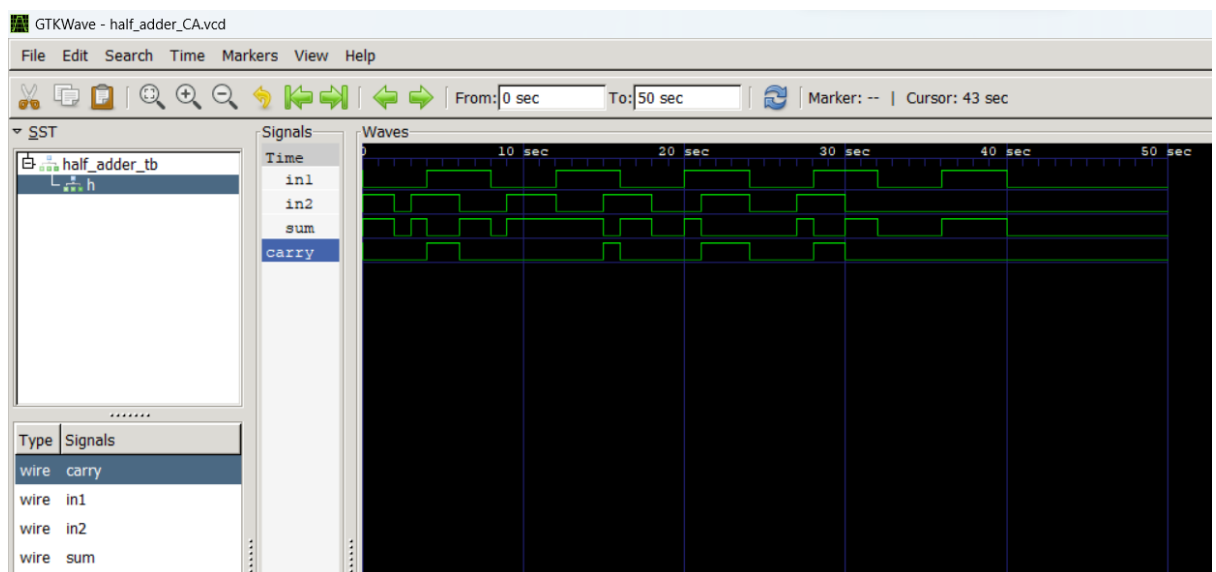 GTKWave - half_adder_CA.vcd
File Edit Search Time Markers View Help
From: 0 sec To: 50 sec Marker: -- | Cursor: 43 sec
SST
half_adder_tb
h
Type Signals
wire carry
wire in1
wire in2
wire sum
Signals
Time
in1
in2
sum
carry
Waves
0 10 sec 20 sec 30 sec 40 sec 50 sec